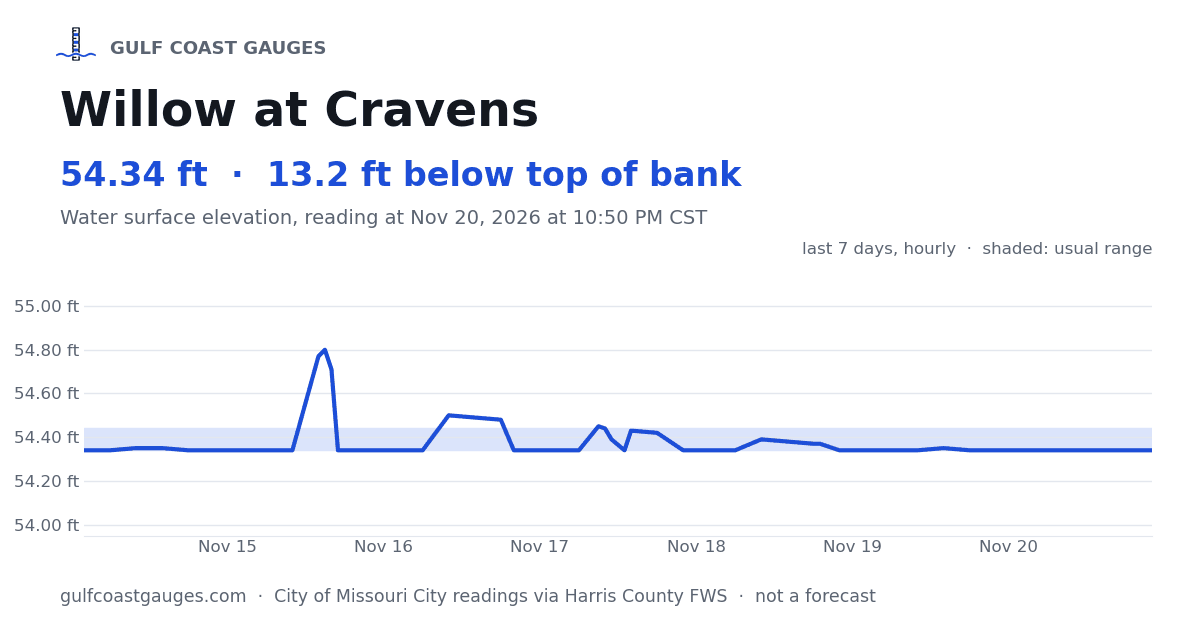 GULF COAST GAUGES
Willow at Cravens
54.34 ft · 13.2 ft below top of bank
Water surface elevation, reading at Nov 20, 2026 at 10:50 PM CST
last 7 days, hourly · shaded: usual range
55.00 ft
54.80 ft
54.60 ft
54.40 ft
54.20 ft
54.00 ft
Nov 15 Nov 16 Nov 17 Nov 18 Nov 19 Nov 20
gulfcoastgauges.com · City of Missouri City readings via Harris County FWS · not a forecast